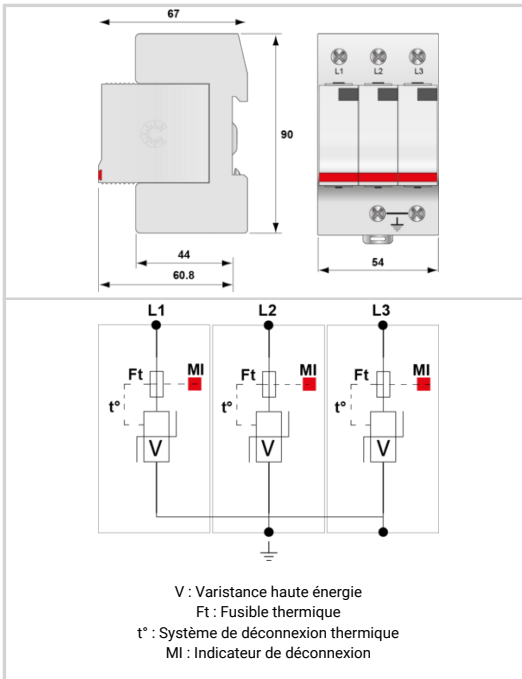 67
L1 L2 L3
90
44
60.8
54
L1 L2 L3
Ft MI Ft MI Ft MI
t° t° t°
V V V
V : Varistance haute énergie
Ft : Fusible thermique
t° : Système de déconnexion thermique
MI : Indicateur de déconnexion